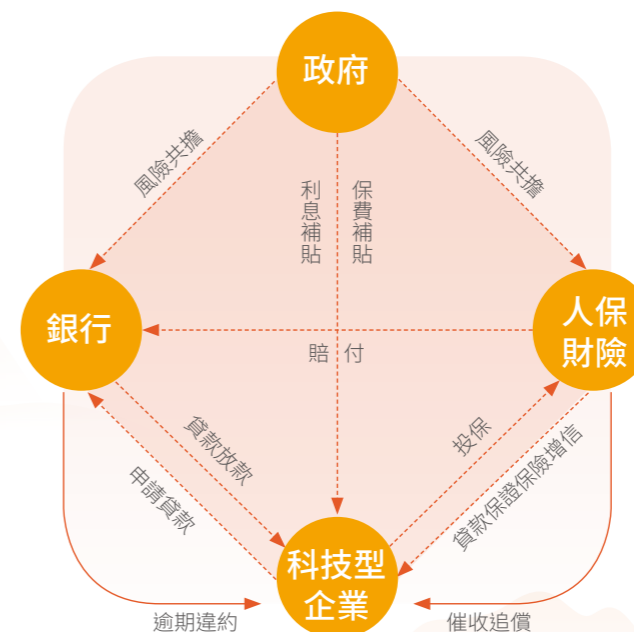 政府
風險共擔
風險共擔
利息補貼
保費補貼
銀行
人保
財險
賠付
貸款放款
申請貸款
投保
貸款保證保險增信
科技型
企業
逾期違約
催收追償